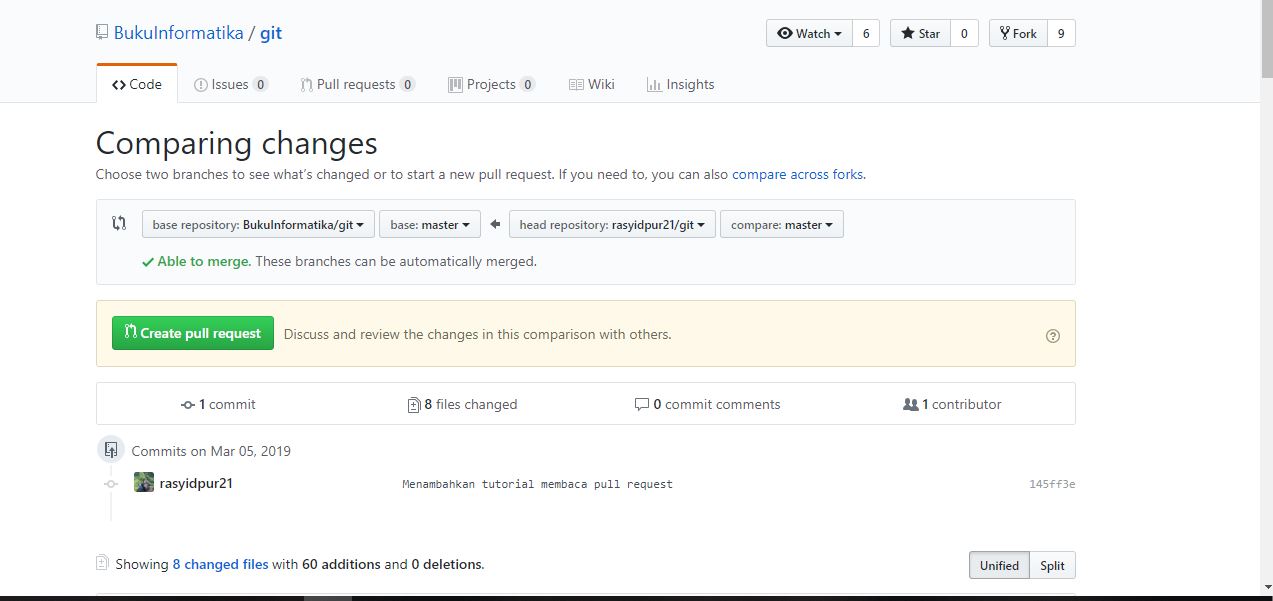 BukuInformatika / git
Watch 6 Star 0 Fork 9
Code Issues 0 Pull requests 0 Projects 0 Wiki Insights
Comparing changes
Choose two branches to see what's changed or to start a new pull request. If you need to, you can also compare across forks.
base repository: BukuInformatika/git base: master head repository: rasyidpur21/git compare: master
Able to merge. These branches can be automatically merged.
Create pull request Discuss and review the changes in this comparison with others.
1 commit 8 files changed 0 commit comments 1 contributor
Commits on Mar 05, 2019
rasyidpur21 Menambahkan tutorial membaca pull request 145ff3e
Showing 8 changed files with 60 additions and 0 deletions. Unified Split